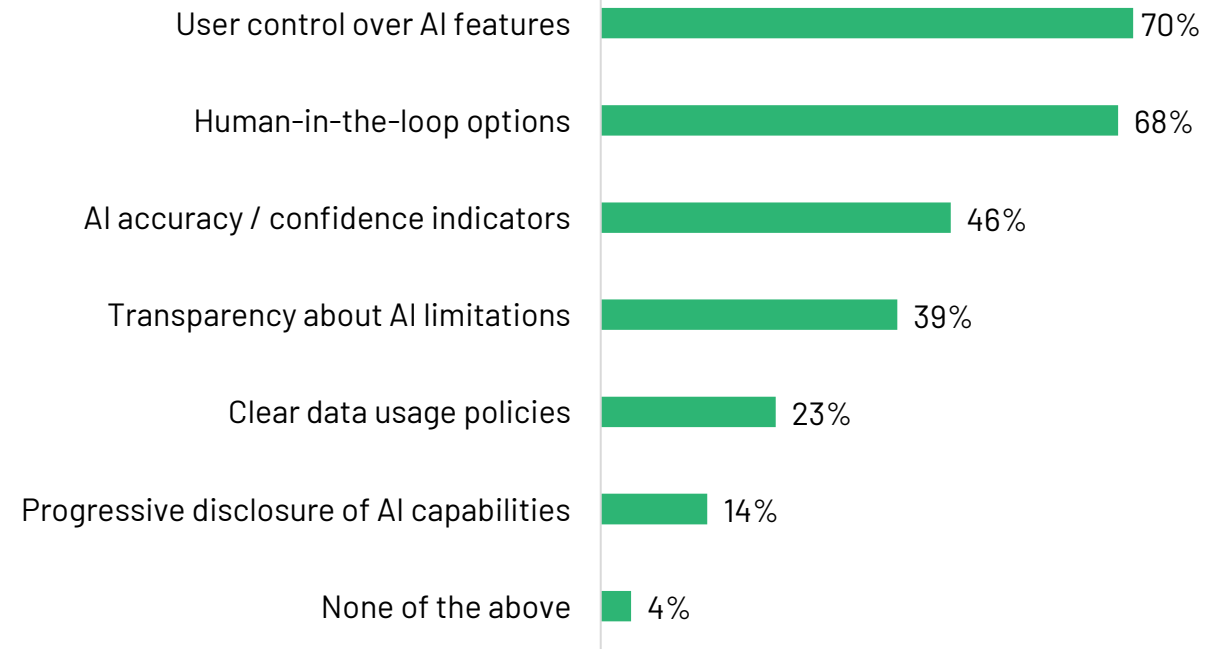 User control over AI features 70%
Human-in-the-loop options 68%
AI accuracy / confidence indicators 46%
Transparency about AI limitations 39%
Clear data usage policies 23%
Progressive disclosure of AI capabilities 14%
None of the above 4%